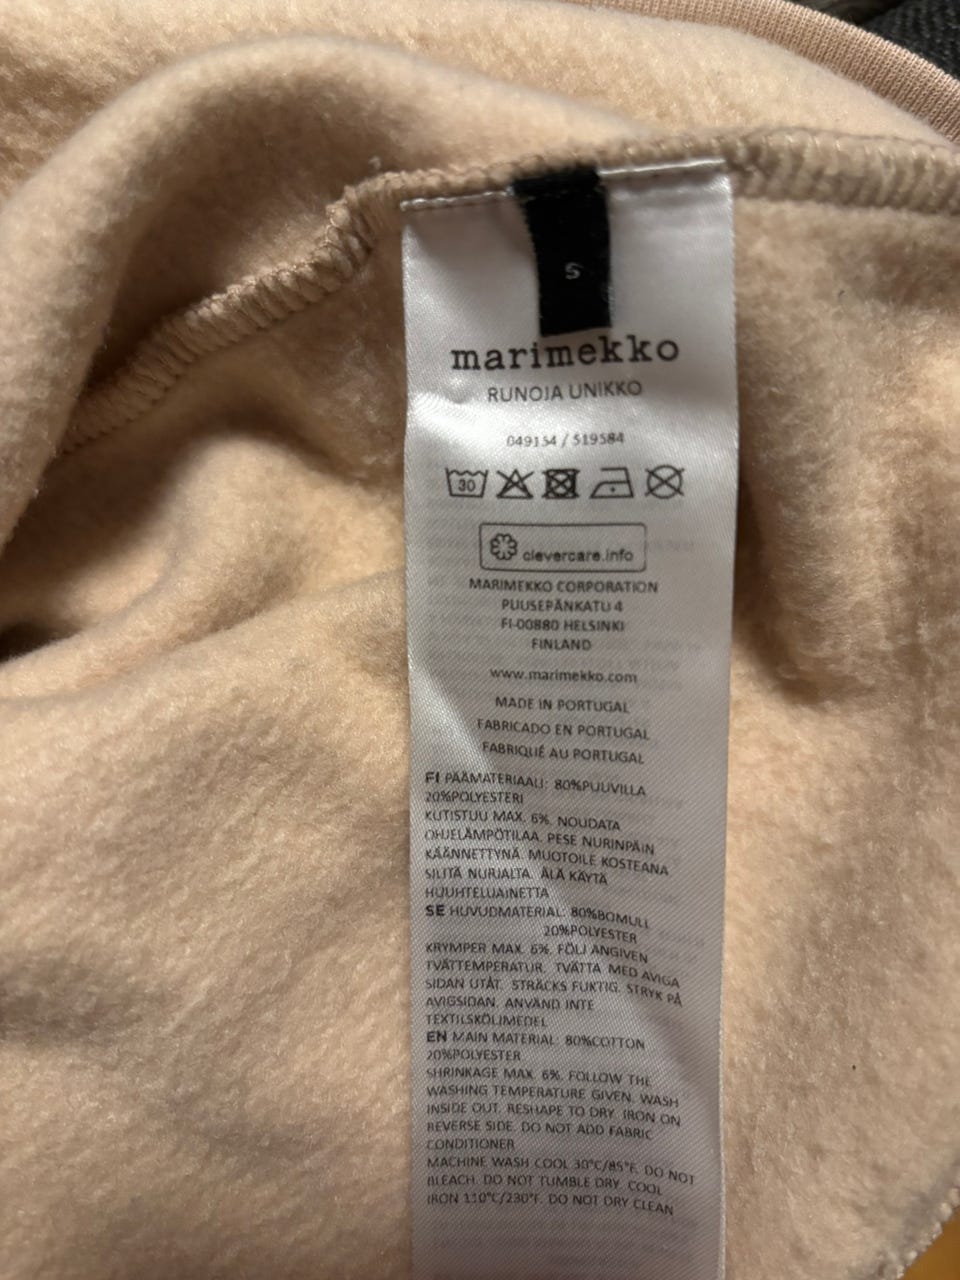 S
marimekko
RUNOJA UNIKKO
049154 / 519584
30
clevercare.info
MARIMEKKO CORPORATION
PUUSEPÄNKATU 4
FI-00880 HELSINKI
FINLAND
www.marimekko.com
MADE IN PORTUGAL
FABRICADO EN PORTUGAL
FABRIQUÉ AU PORTUGAL
FI PÄÄMATERIAALI: 80%PUUVILLA
20%POLYESTERI
KUTISTUU MAX. 6%. NOUDATA
OHJELÄMPÖTILAA. PESE NURINPÄIN
KÄÄNNETTYNÄ. MUOTOILE KOSTEANA
SILITÄ NURJALTA. ÄLÄ KÄYTÄ
HUUHTELUAINETTA
SE HUVUDMATERIAL: 80%BOMULL
20%POLYESTER
KRYMPER MAX. 6%. FÖLJ ANGIVEN
TVÄTTEMPERATUR. TVÄTTA MED AVIGA
SIDAN UTÅT. STRÄCKS FUKTIG. STRYK PÅ
AVIGSIDAN. ANVÄND INTE
TEXTILSKÖLJMEDEL
EN MAIN MATERIAL: 80%COTTON
20%POLYESTER
SHRINKAGE MAX. 6%. FOLLOW THE
WASHING TEMPERATURE GIVEN. WASH
INSIDE OUT. RESHAPE TO DRY. IRON ON
REVERSE SIDE. DO NOT ADD FABRIC
CONDITIONER
MACHINE WASH COOL 30°C/85°F. DO NOT
BLEACH. DO NOT TUMBLE DRY. COOL
IRON 110°C/230°F. DO NOT DRY CLEAN